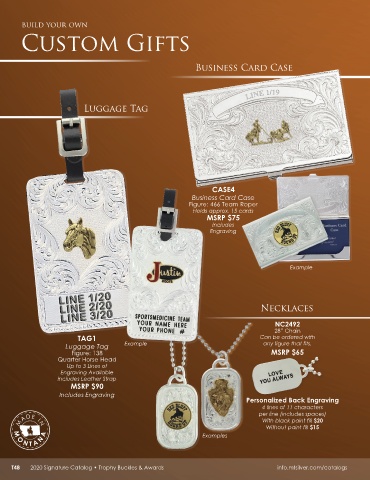 BUILD YOUR OWN
CUSTOM GIFTS
BUSINESS CARD CASE
LINE 1/19
LUGGAGE TAG
CASE4
Business Card Case
Figure: 466 Team Roper
Holds approx. 15 cards
MSRP $75
Includes
Engraving
Example
LINE 1/20
LINE 2/20
LINE 3/20
Justin
SPORTSMEDICINE TEAM
YOUR NAME HERE
YOUR PHONE #
Example
TAG1
Luggage Tag
Figure: 138
Quarter Horse Head
Up to 3 Lines of
Engraving Available
Includes Leather Strap
MSRP $90
Includes Engraving
NECKLACES
NC2492
28" Chain
Can be ordered with
any figure that fits.
MSRP $65
LOVE
YOU ALWAYS
Personalized Back Engraving
4 lines of 11 characters
per line (includes spaces)
With black paint fill $20
Without paint fill $15
Examples
MADE IN
MONTANA
148 2020 Signature Catalog • Trophy Buckles & Awards
info.mtsilver.com/catalogs